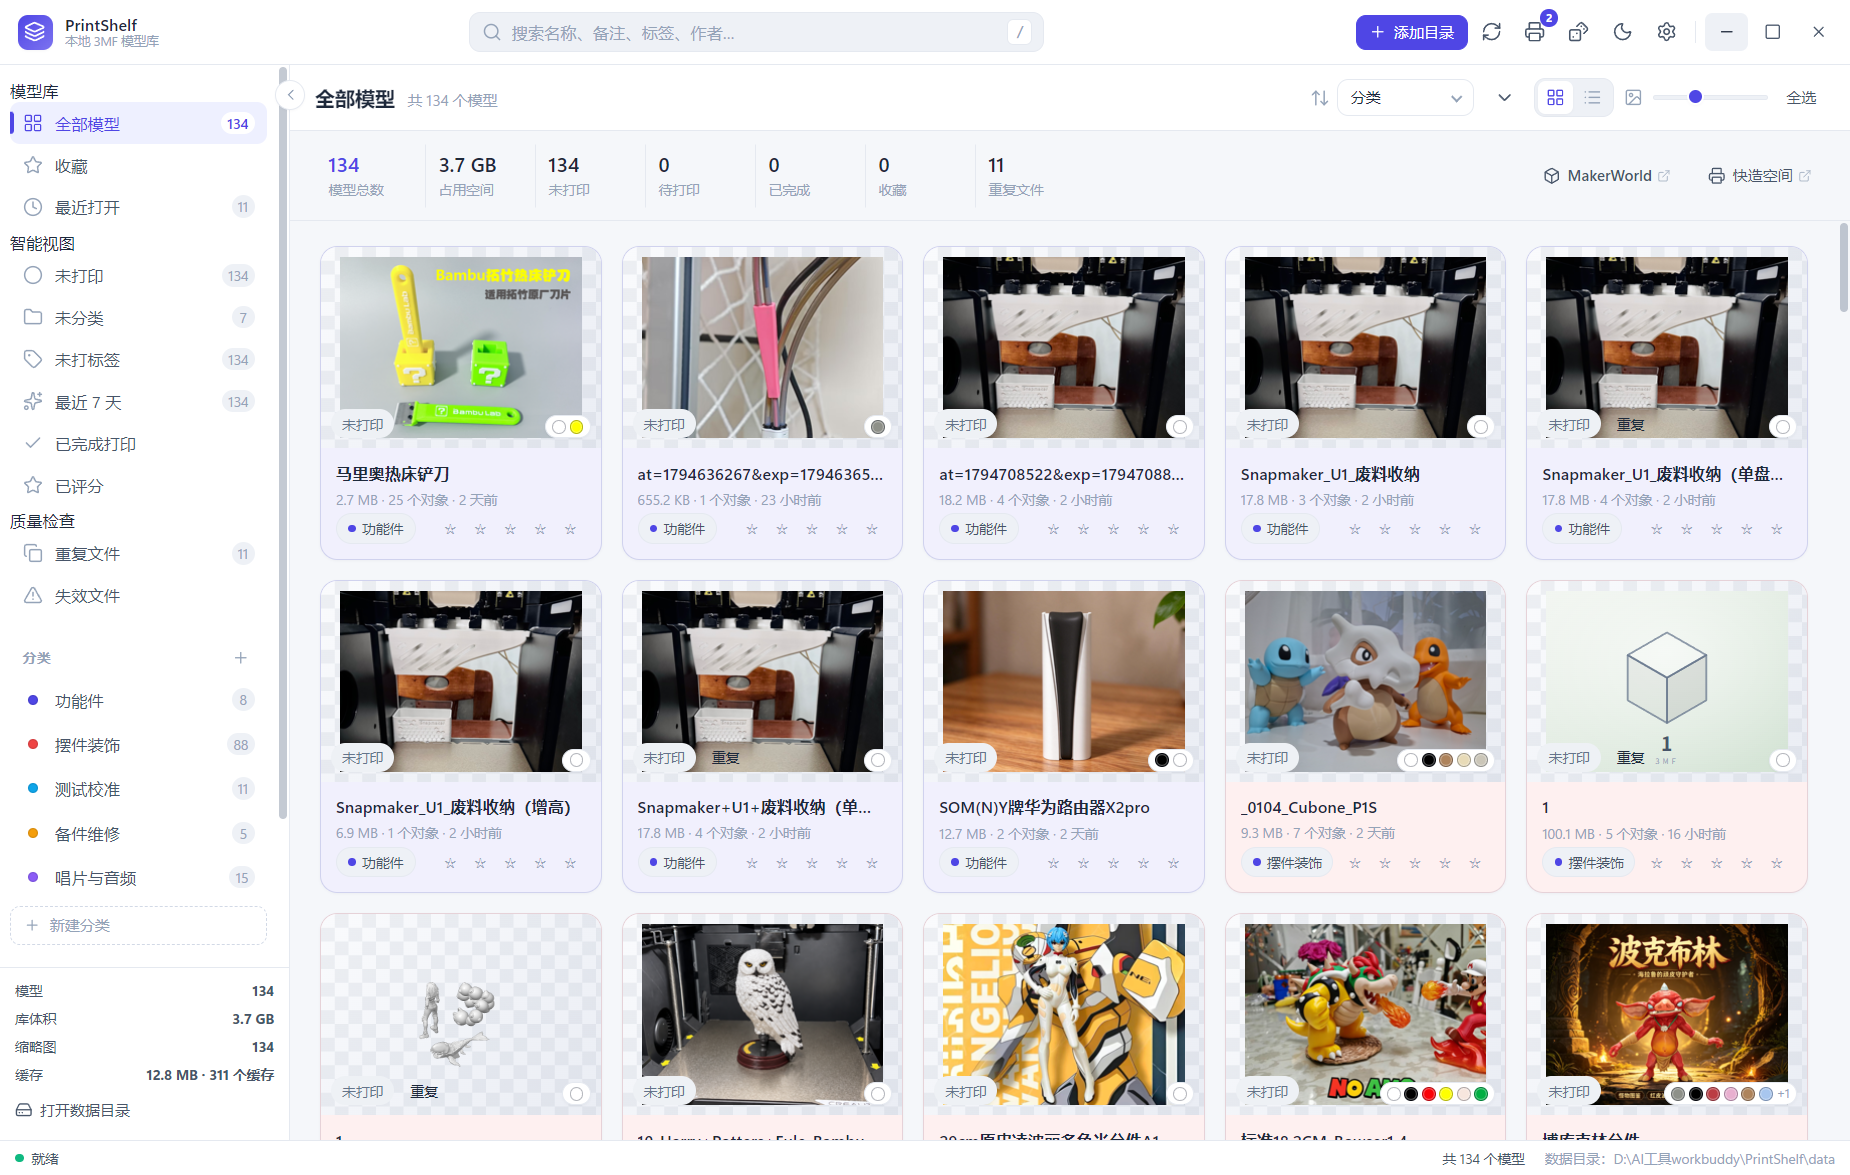 PrintShelf
本地 3MF 模型库
搜索名称、备注、标签、作者...
/
添加目录
2
模型库
全部模型
134
收藏
最近打开
11
智能视图
未打印
134
未分类
7
未打标签
134
最近 7 天
134
已完成打印
已评分
质量检查
重复文件
11
失效文件
分类
功能件
8
摆件装饰
88
测试校准
11
备件维修
5
唱片与音频
15
新建分类
模型
134
库体积
3.7 GB
缩略图
134
缓存
12.8 MB · 311 个缓存
打开数据目录
就绪
全部模型 共 134 个模型
分类
全选
134
模型总数
3.7 GB
占用空间
134
未打印
0
待打印
0
已完成
0
收藏
11
重复文件
MakerWorld
快造空间
Bambu拓竹热床铲刀
适用拓竹原厂刀片
Bambu Lab
未打印
马里奥热床铲刀
2.7 MB · 25 个对象 · 2 天前
功能件
未打印
at=1794636267&exp=17946365...
655.2 KB · 1 个对象 · 23 小时前
功能件
未打印
at=1794708522&exp=17947088...
18.2 MB · 4 个对象 · 2 小时前
功能件
未打印
Snapmaker_U1_废料收纳
17.8 MB · 3 个对象 · 2 小时前
功能件
未打印
重复
Snapmaker_U1_废料收纳（单盘...
17.8 MB · 4 个对象 · 2 小时前
功能件
未打印
Snapmaker_U1_废料收纳（增高）
6.9 MB · 1 个对象 · 2 小时前
功能件
未打印
重复
Snapmaker+U1+废料收纳（单...
17.8 MB · 4 个对象 · 2 小时前
功能件
未打印
SOM(N)Y牌华为路由器X2pro
12.7 MB · 2 个对象 · 2 天前
功能件
未打印
_0104_Cubone_P1S
9.3 MB · 7 个对象 · 2 天前
摆件装饰
1
3MF
未打印
重复
1
100.1 MB · 5 个对象 · 16 小时前
摆件装饰
未打印
重复
1
未打印
未打印
未打印
NO AN
波克布林
未打印
+1
共 134 个模型
数据目录: D:\AI工具workbuddy\PrintShelf\data